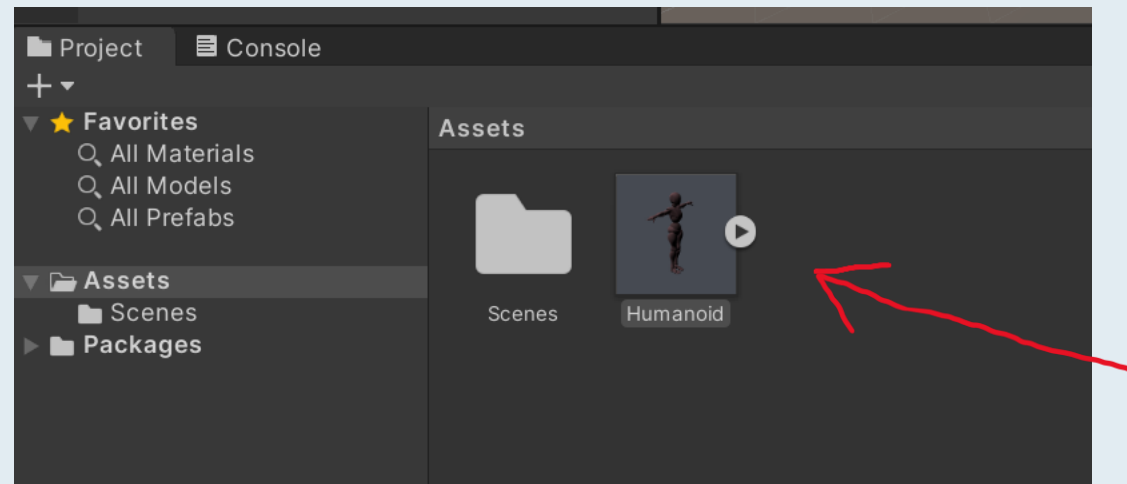 Project
Console
Favorites
All Materials
All Models
All Prefabs
Assets
Scenes
Packages
Assets
Scenes
Humanoid